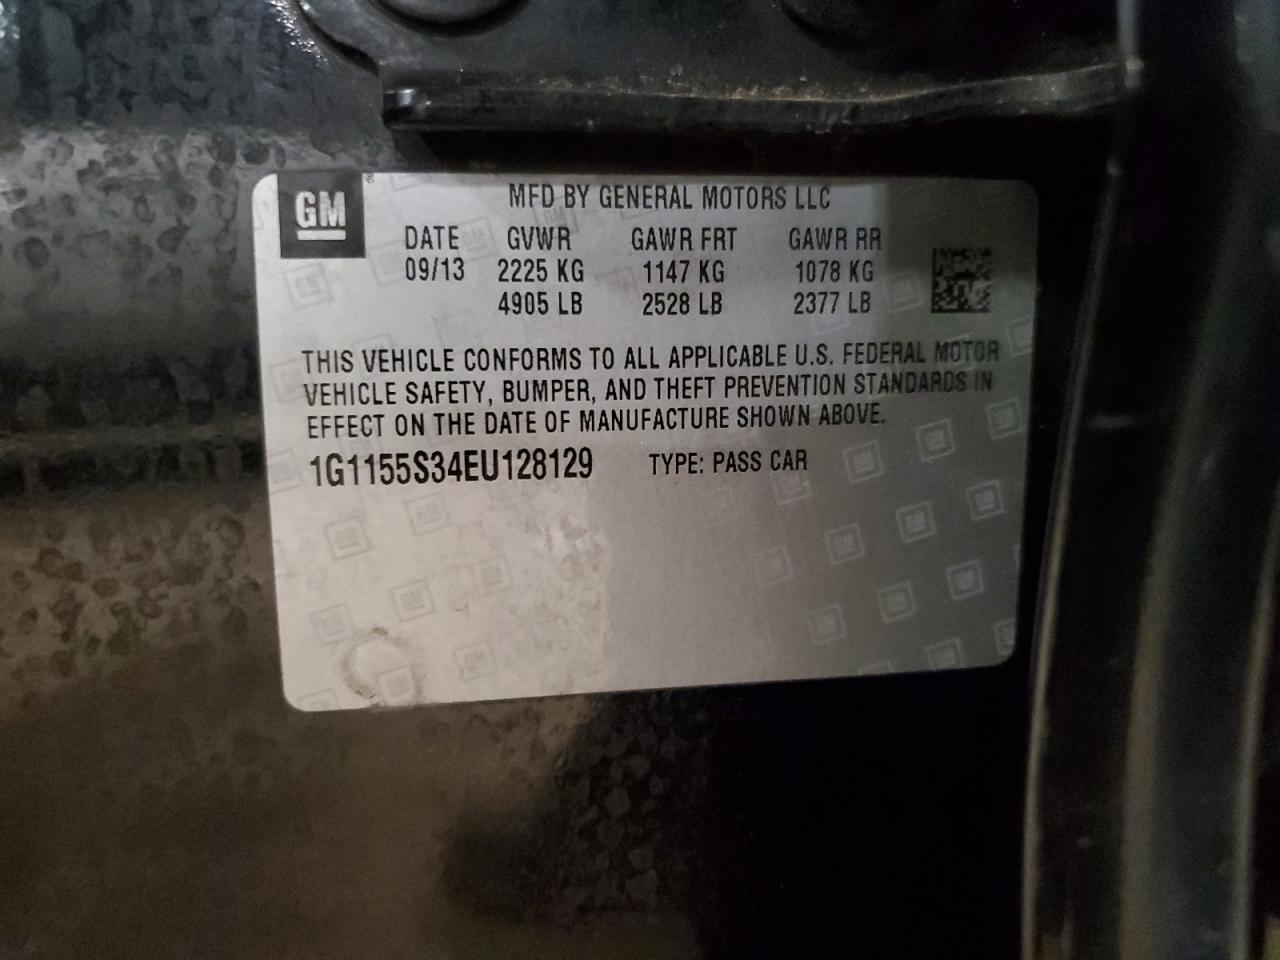 GM
MFD BY GENERAL MOTORS LLC
DATE GVWR GAWR FRT GAWR RR
09/13 2225 KG 1147 KG 1078 KG
4905 LB 2528 LB 2377 LB
THIS VEHICLE CONFORMS TO ALL APPLICABLE U.S. FEDERAL MOTOR
VEHICLE SAFETY, BUMPER, AND THEFT PREVENTION STANDARDS IN
EFFECT ON THE DATE OF MANUFACTURE SHOWN ABOVE.
1G1155S34EU128129 TYPE: PASS CAR